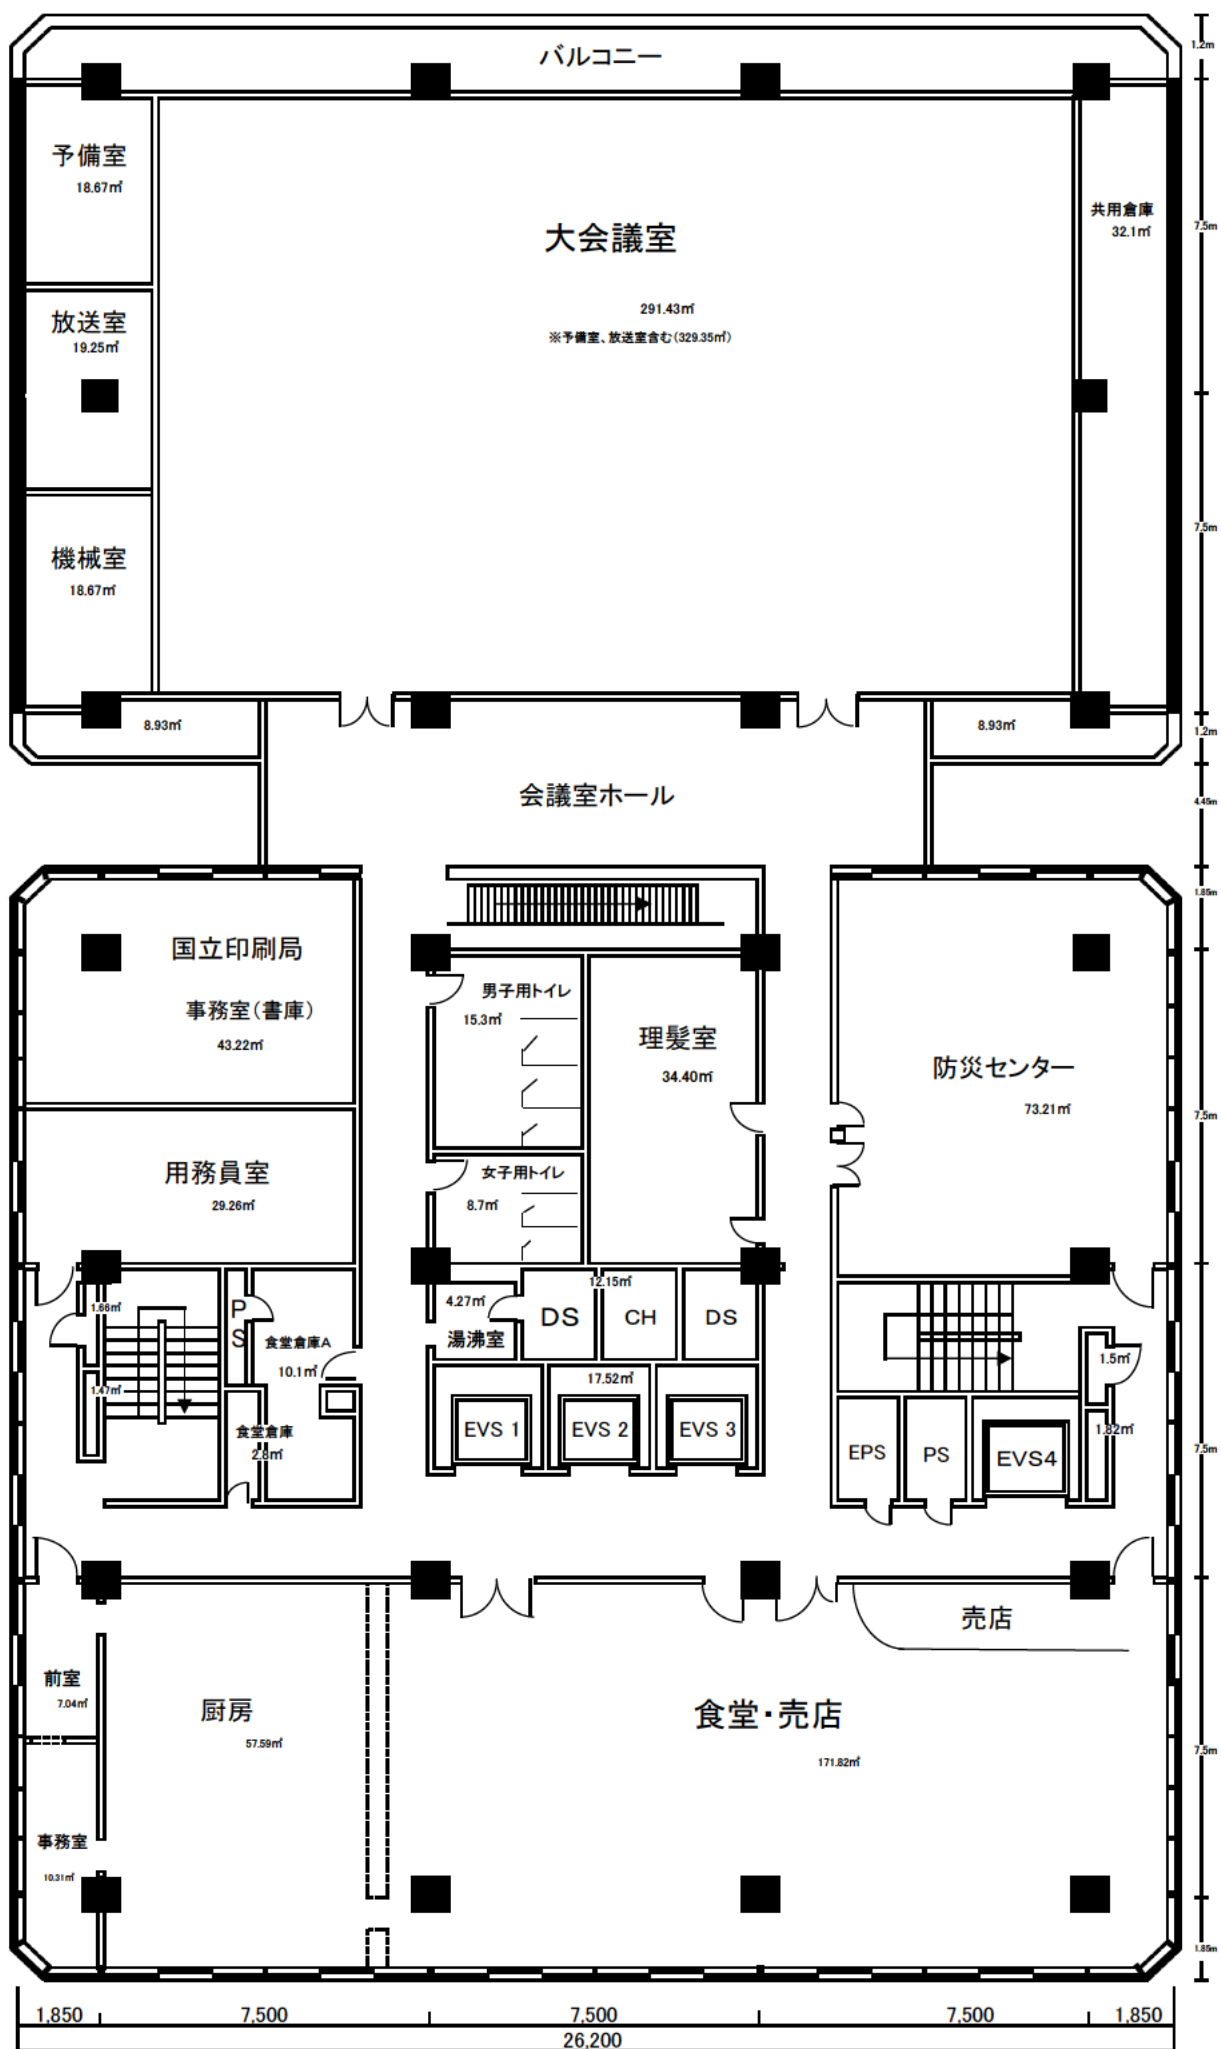 バルコニー
1.2m
予備室
18.67㎡
大会議室
291.43㎡
※予備室、放送室含む(329.35㎡)
共用倉庫
32.1㎡
7.5m
放送室
19.25㎡
機械室
18.67㎡
7.5m
8.93㎡
8.93㎡
1.2m
会議室ホール
4.45m
1.85m
国立印刷局
事務室(書庫)
43.22㎡
男子用トイレ
15.3㎡
理髪室
34.40㎡
防災センター
73.21㎡
7.5m
用務員室
29.26㎡
女子用トイレ
8.7㎡
1.66㎡
PS
食堂倉庫A
10.1㎡
1.47㎡
食堂倉庫
2.8㎡
4.27㎡
湯沸室
12.15㎡
DS
CH
DS
17.52㎡
EVS 1
EVS 2
EVS 3
1.5㎡
1.82㎡
EPS
PS
EVS4
7.5m
売店
前室
7.04㎡
厨房
57.59㎡
食堂・売店
171.82㎡
7.5m
事務室
10.31㎡
1.85m
1,850
7,500
7,500
7,500
1,850
26,200